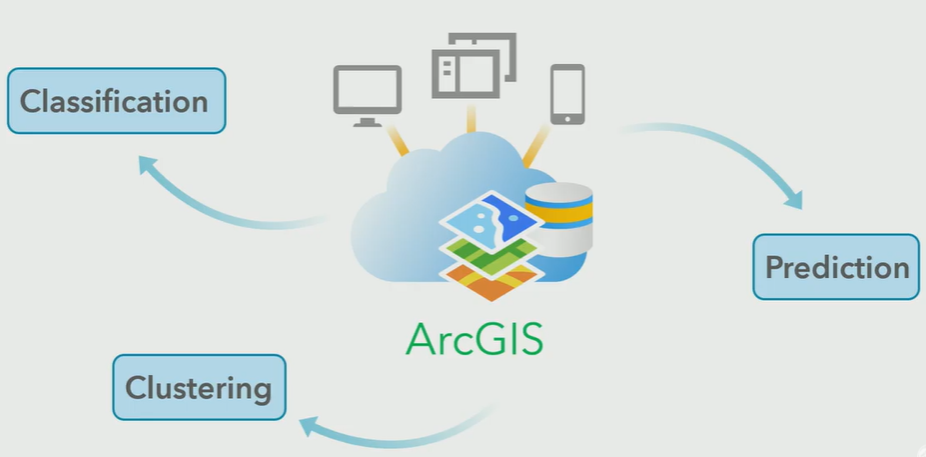 Classification
Prediction
ArcGIS
Clustering